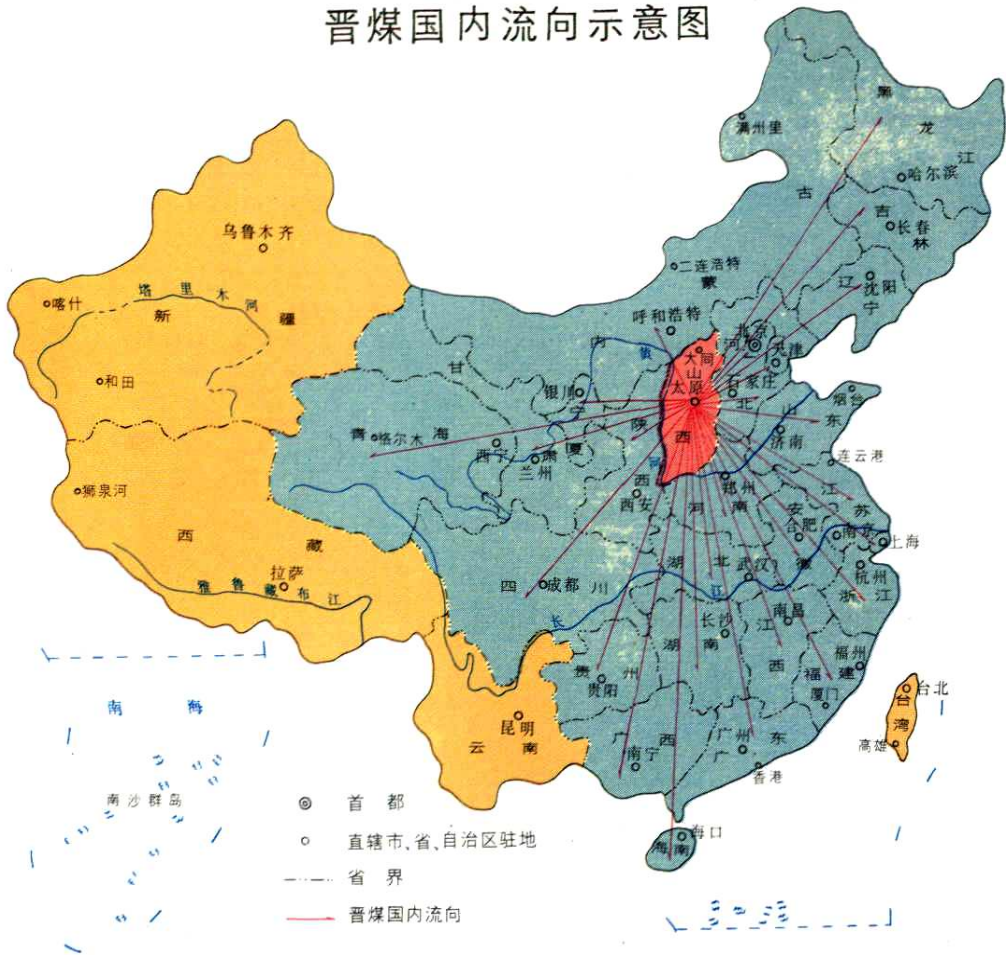 晋煤国内流向示意图
黑
龙
江
满州里
哈尔滨
古
吉
长春
林
乌鲁木齐
二连浩特
蒙
辽
沈阳
宁
喀什
塔里木河
新
疆
呼和浩特
北京
河
天津
内
黄
大同
山
甘
太原
石家庄
和田
银川
宁
北
山
烟台
东
青
格尔木
海
陕
西
济南
西宁
肃
夏
兰州
河
连云港
狮泉河
西
西安
郑州
河
南
江
苏
安
合肥
南京
上海
西
藏
湖
北
武汉
徽
杭州
拉萨
雅鲁藏布江
四
成都
川
长
江
浙江
南昌
长沙
江
湖
南
西
福州
贵
州
贵阳
福建
厦门
台北
台
湾
高雄
南海
昆明
云南
广
西
南宁
广州
广
东
香港
南沙群岛
海口
海南
首都
直辖市、省、自治区驻地
省界
晋煤国内流向